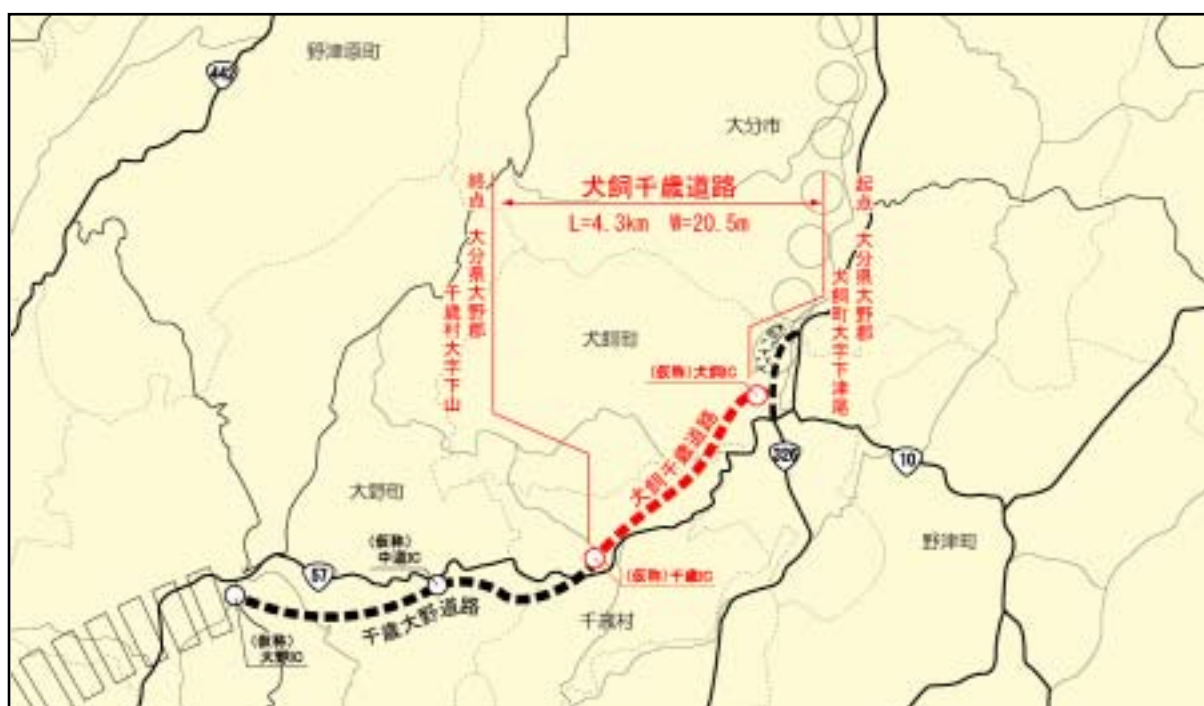 野津原町
442
大分市
犬飼千歳道路
L=4.3km W=20.5m
終点 大分県大野郡
千歳村大字下山
起点 大分県大野郡
犬飼町大字下津尾
犬飼町
(仮称)犬飼IC
犬飼千歳道路
326
10
大野町
(仮称)
中土IC
57
(仮称)千歳IC
野津町
千歳大野道路
千歳村
(仮称)
大野IC